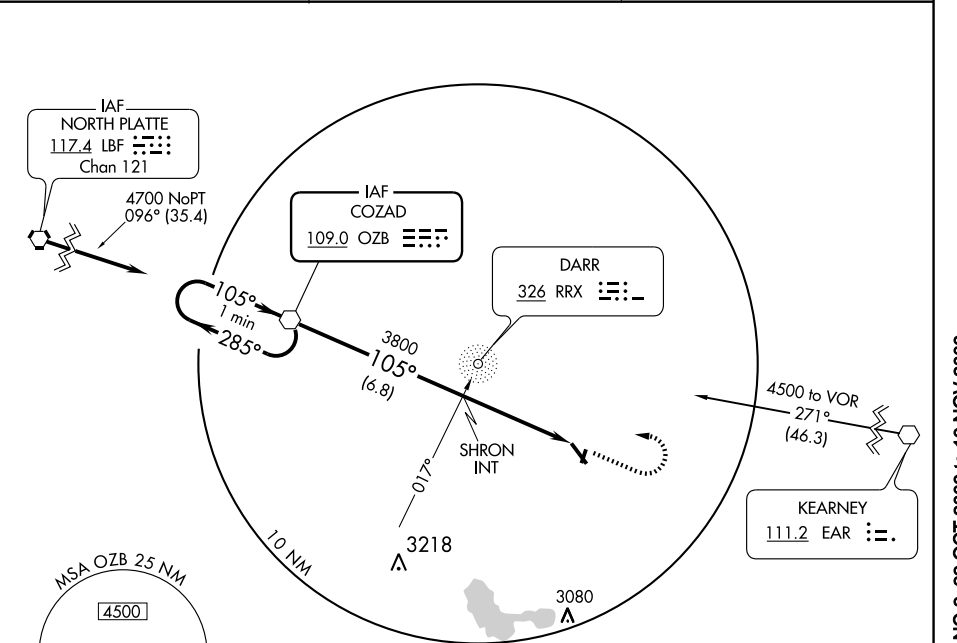 IAF
NORTH PLATTE
117.4 LBF
Chan 121
4700 NoPT
096° (35.4)
IAF
COZAD
109.0 OZB
DARR
326 RRX
105°
1 min
285°
3800
105°
(6.8)
4500 to VOR
271°
(46.3)
SHRON
INT
017°
KEARNEY
111.2 EAR
10 NM
3218
3080
MSA OZB 25 NM
4500